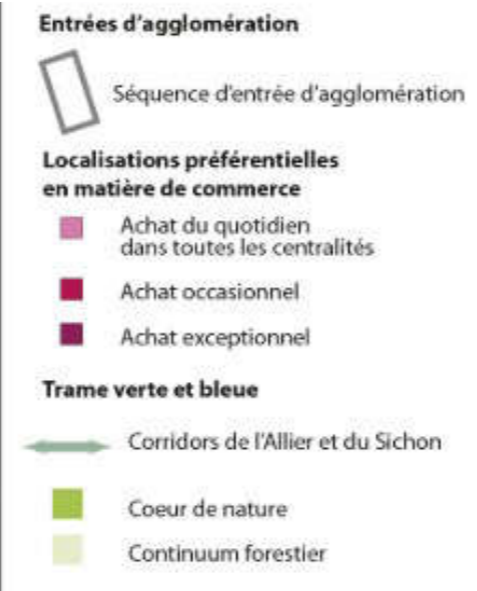 Entrées d'agglomération
Séquence d'entrée d'agglomération
Localisations préférentielles
en matière de commerce
Achat du quotidien
dans toutes les centralités
Achat occasionnel
Achat exceptionnel
Trame verte et bleue
Corridors de l'Allier et du Sichon
Coeur de nature
Continuum forestier